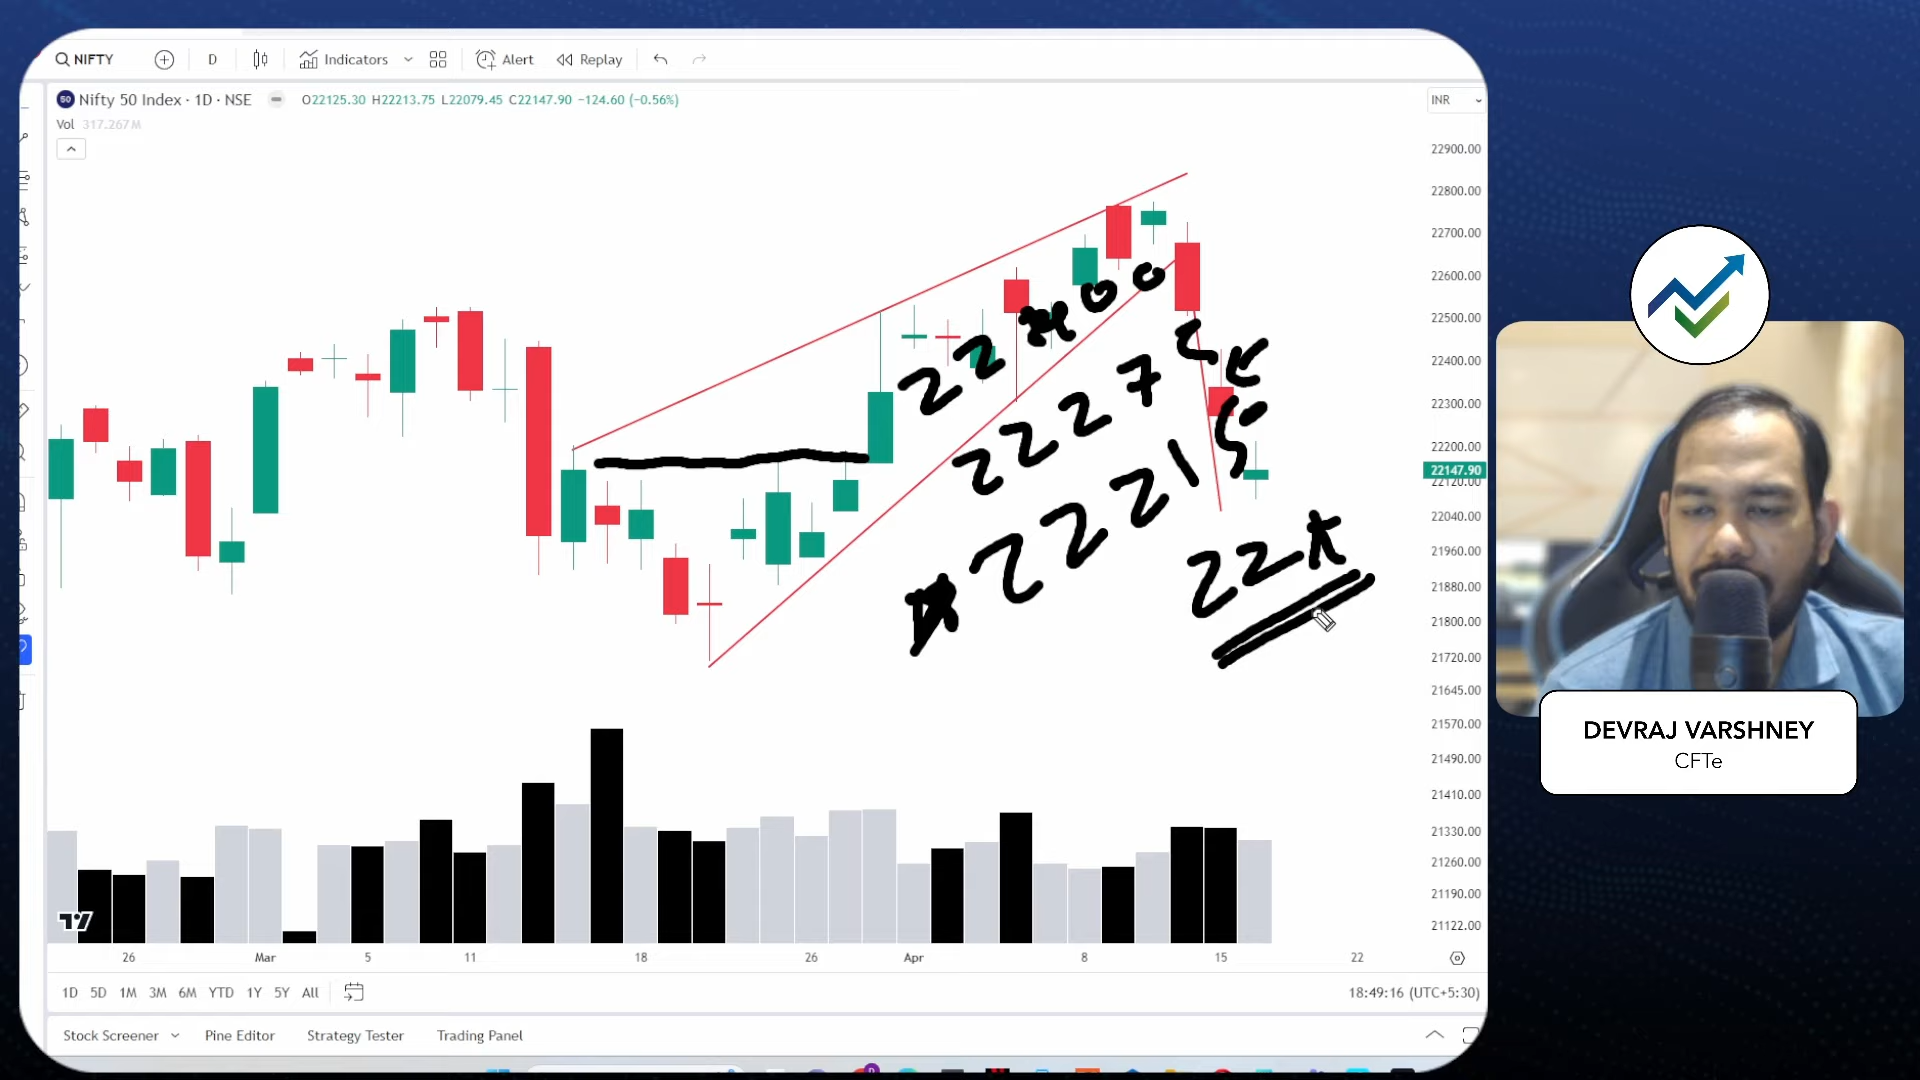 NIFTY
D
Indicators
Alert
Replay
50 Nifty 50 Index · 1D · NSE O22125.30 H22213.75 L22079.45 C22147.90 −124.60 (−0.56%)
INR
Vol 317.267M
22900.00
22800.00
22700.00
22600.00
22500.00
22400.00
22300.00
22200.00
22147.90
22120.00
22040.00
21960.00
21880.00
21800.00
21720.00
21645.00
21570.00
21490.00
21410.00
21330.00
21260.00
21190.00
21122.00
22 00
22275
22215
22k
26 Mar 5 11 18 26 Apr 8 15 22
1D 5D 1M 3M 6M YTD 1Y 5Y All
18:49:16 (UTC+5:30)
Stock Screener Pine Editor Strategy Tester Trading Panel
DEVRAJ VARSHNEY
CFTe